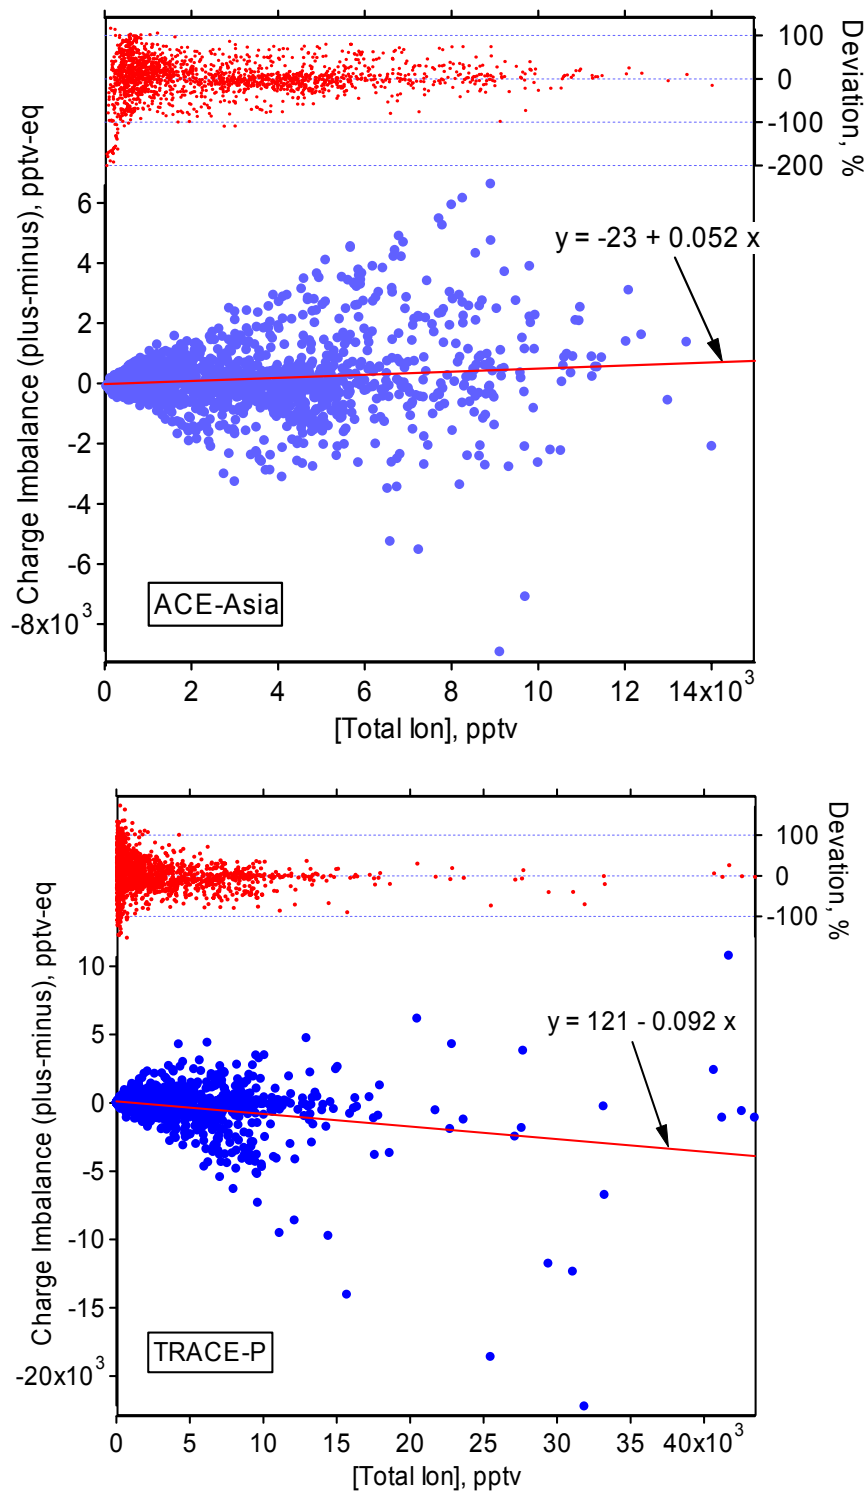 100
0
-100
-200
Deviation, %
6
4
2
0
-2
-4
-6
-8x10³
Charge Imbalance (plus-minus), pptv-eq
y = -23 + 0.052 x
ACE-Asia
0 2 4 6 8 10 12 14x10³
[Total Ion], pptv
100
0
-100
Devation, %
10
5
0
-5
-10
-15
-20x10³
Charge Imbalance (plus-minus), pptv-eq
y = 121 - 0.092 x
TRACE-P
0 5 10 15 20 25 30 35 40x10³
[Total Ion], pptv